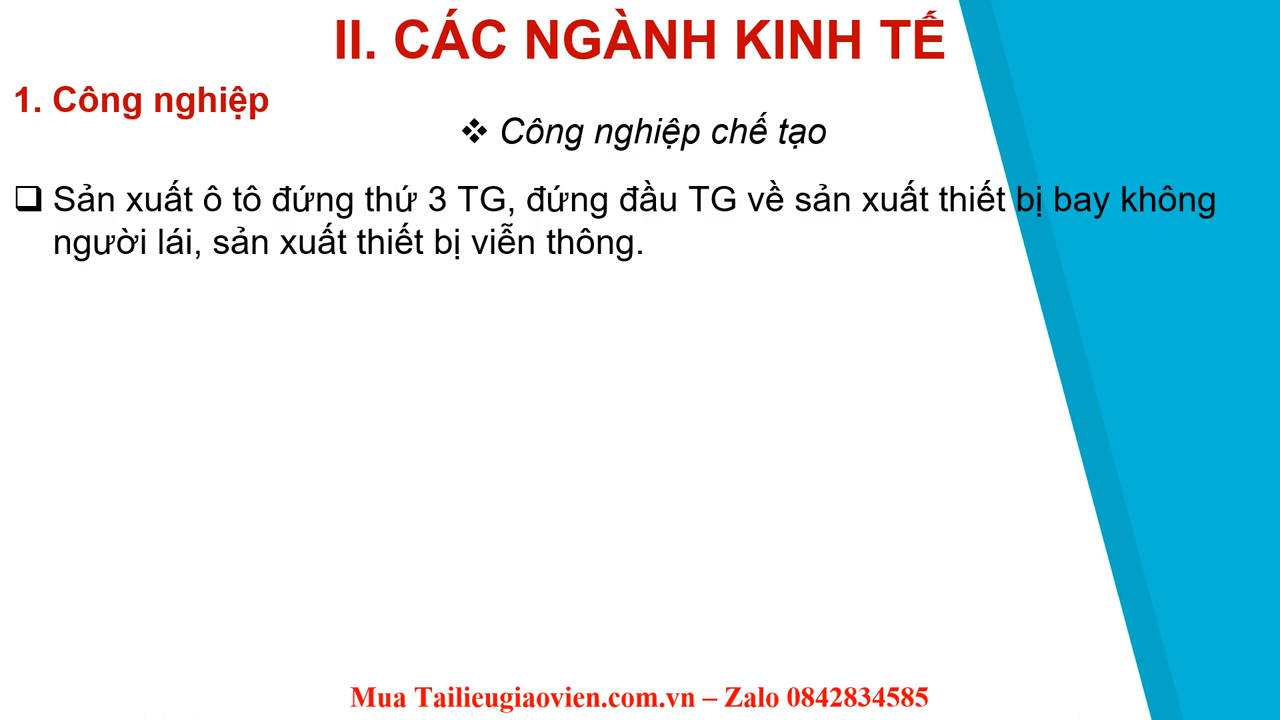 II. CÁC NGÀNH KINH TẾ
1. Công nghiệp
❖ Công nghiệp chế tạo
❑ Sản xuất ô tô đứng thứ 3 TG, đứng đầu TG về sản xuất thiết bị bay không
người lái, sản xuất thiết bị viễn thông.
Mua Tailieugiaovien.com.vn – Zalo 0842834585